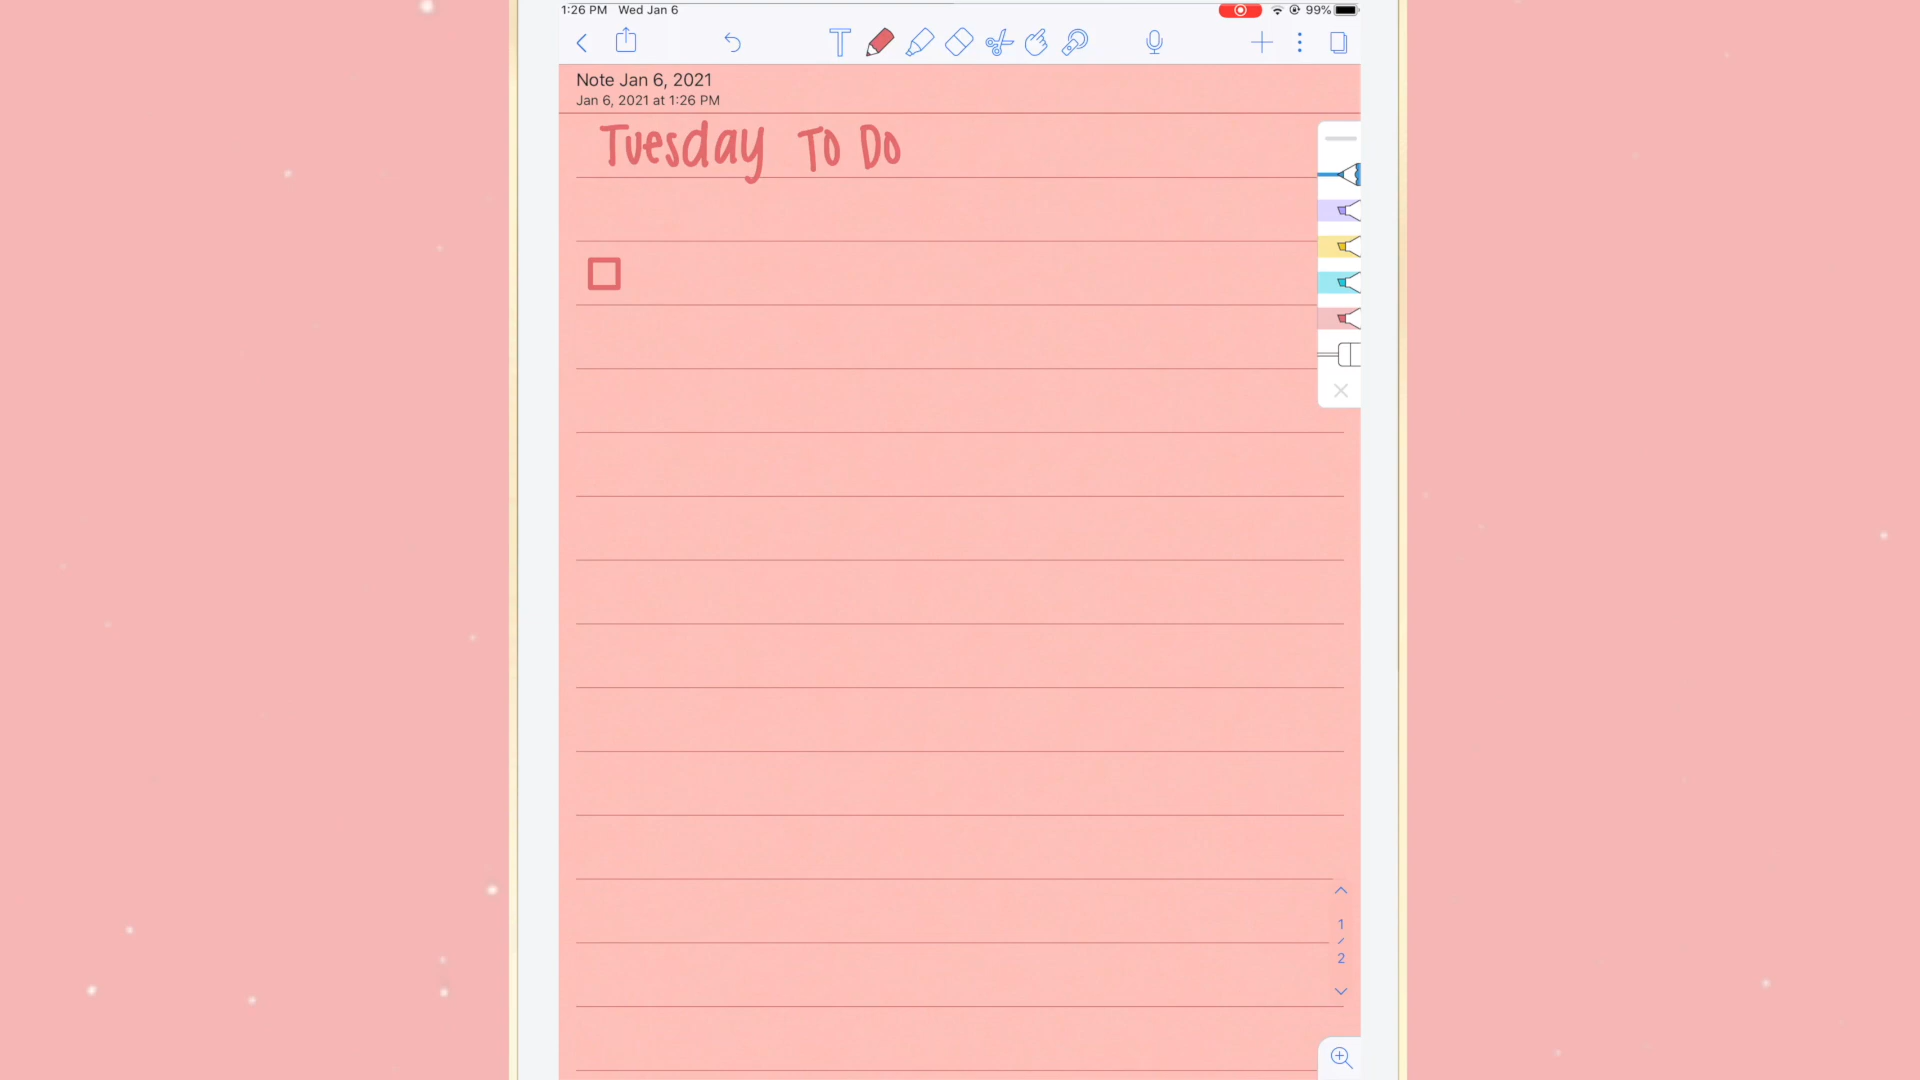 1:26 PM Wed Jan 6 99%
T
Note Jan 6, 2021
Jan 6, 2021 at 1:26 PM
Tuesday To Do
1
2